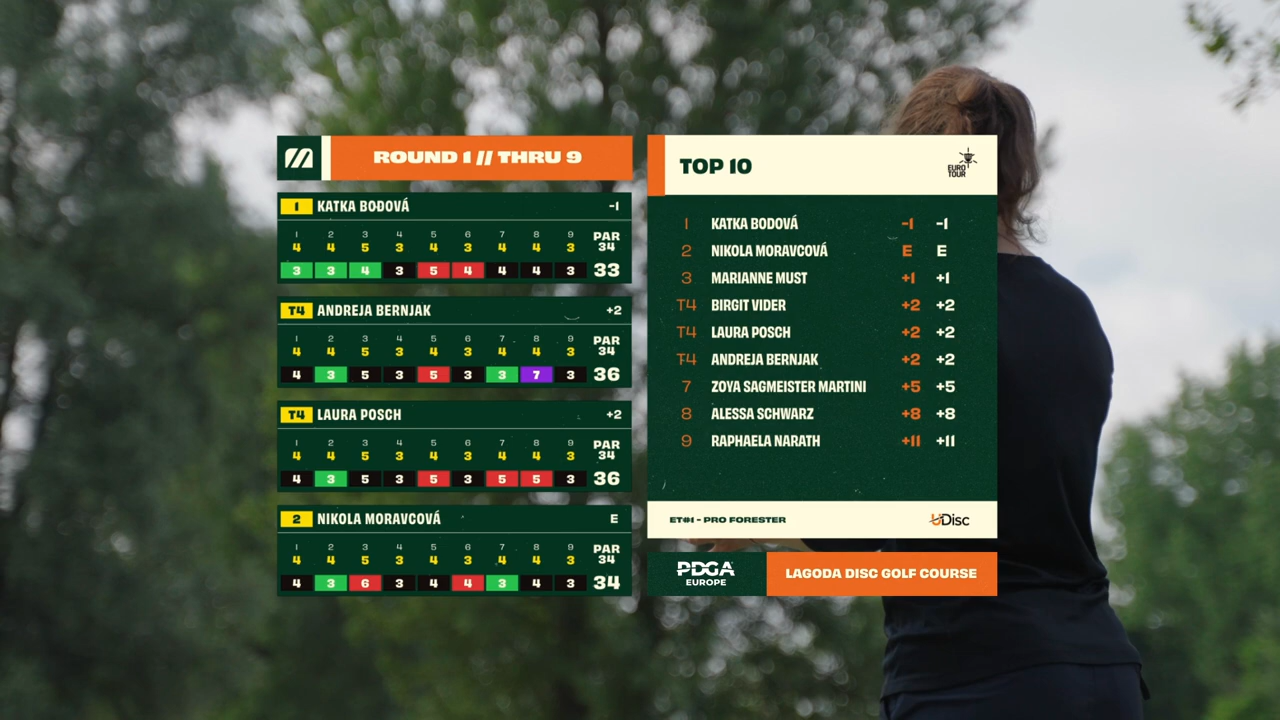 ROUND 1 // THRU 9
1 KATKA BODOVÁ -1
1 2 3 4 5 6 7 8 9 PAR
4 4 5 3 4 3 4 4 3 34
3 3 4 3 5 4 4 4 3 33
T4 ANDREJA BERNJAK +2
1 2 3 4 5 6 7 8 9 PAR
4 4 5 3 4 3 4 4 3 34
4 3 5 3 5 3 3 7 3 36
T4 LAURA POSCH +2
1 2 3 4 5 6 7 8 9 PAR
4 4 5 3 4 3 4 4 3 34
4 3 5 3 5 3 5 5 3 36
2 NIKOLA MORAVCOVÁ E
1 2 3 4 5 6 7 8 9 PAR
4 4 5 3 4 3 4 4 3 34
4 3 6 3 4 4 3 4 3 34
TOP 10
EURO
TOUR
1 KATKA BODOVÁ -1 -1
2 NIKOLA MORAVCOVÁ E E
3 MARIANNE MUST +1 +1
T4 BIRGIT VIDER +2 +2
T4 LAURA POSCH +2 +2
T4 ANDREJA BERNJAK +2 +2
7 ZOYA SAGMEISTER MARTINI +5 +5
8 ALESSA SCHWARZ +8 +8
9 RAPHAELA NARATH +11 +11
ET#1 - PRO FORESTER UDisc
PDGA
EUROPE
LAGODA DISC GOLF COURSE